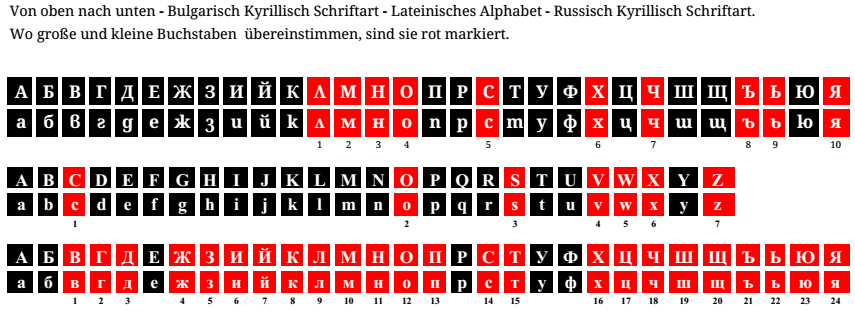 Von oben nach unten - Bulgarisch Kyrillisch Schriftart - Lateinisches Alphabet - Russisch Kyrillisch Schriftart.
Wo große und kleine Buchstaben übereinstimmen, sind sie rot markiert.
А Б В Г Д Е Ж З И Й К Л М Н О П Р С Т У Ф Х Ц Ч Ш Щ Ъ Ь Ю Я
а б в г д е ж з и й к л м н о п р с т у ф х ц ч ш щ ъ ь ю я
1 2 3 4 5 6 7 8 9 10
A B C D E F G H I J K L M N O P Q R S T U V W X Y Z
a b c d e f g h i j k l m n o p q r s t u v w x y z
1 2 3 4 5 6 7
А Б В Г Д Е Ж З И Й К Л М Н О П Р С Т У Ф Х Ц Ч Ш Щ Ъ Ь Ю Я
а б в г д е ж з и й к л м н о п р с т у ф х ц ч ш щ ъ ь ю я
1 2 3 4 5 6 7 8 9 10 11 12 13 14 15 16 17 18 19 20 21 22 23 24